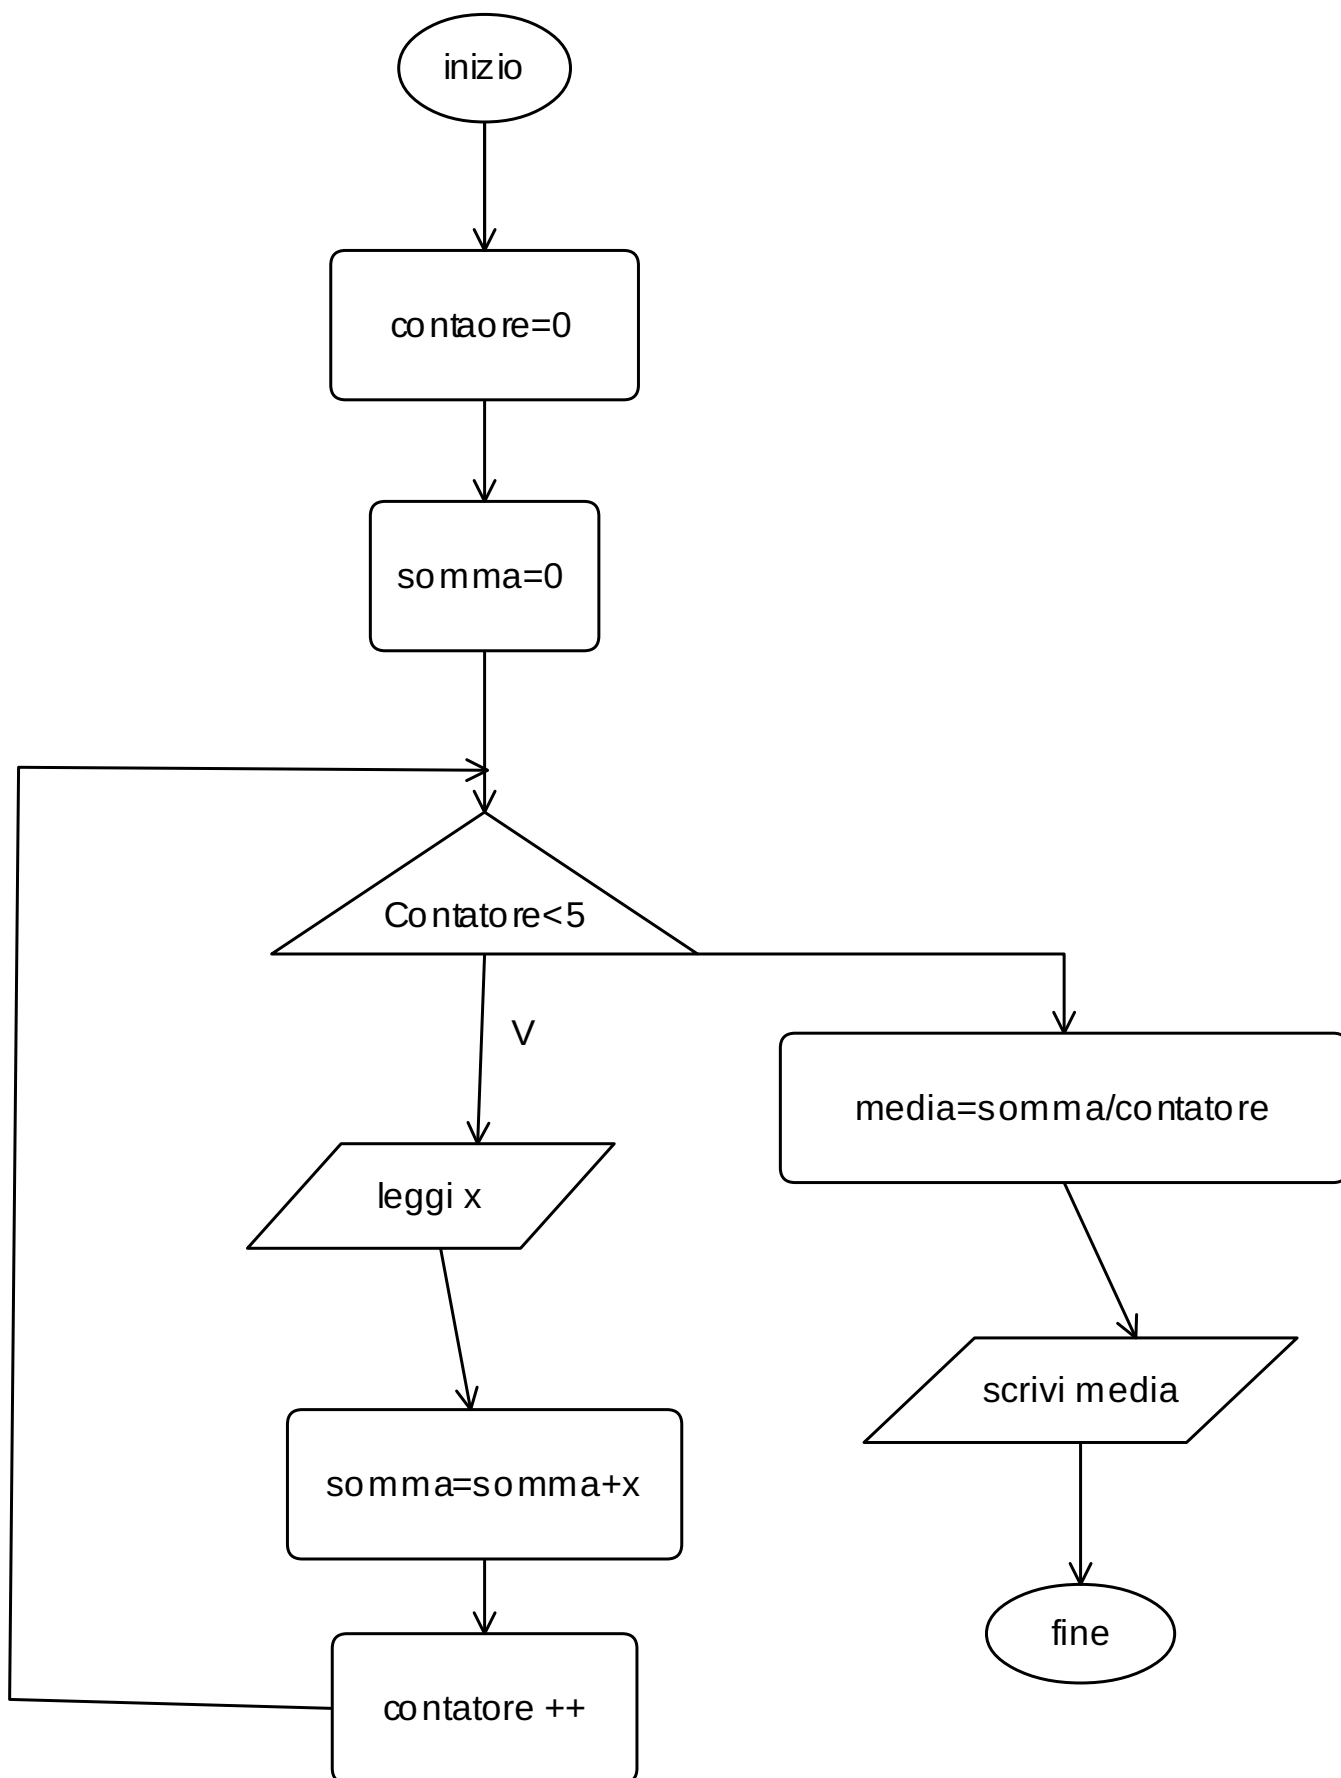 inizio
contaore=0
somma=0
Contatore<5
V
leggi x
somma=somma+x
contatore ++
media=somma/contatore
scrivi media
fine